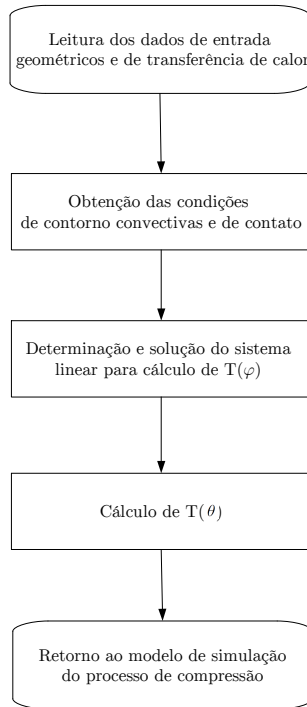 Leitura dos dados de entrada
geométricos e de transferência de calor
Obtenção das condições
de contorno convectivas e de contato
Determinação e solução do sistema
linear para cálculo de T(φ)
Cálculo de T(θ)
Retorno ao modelo de simulação
do processo de compressão